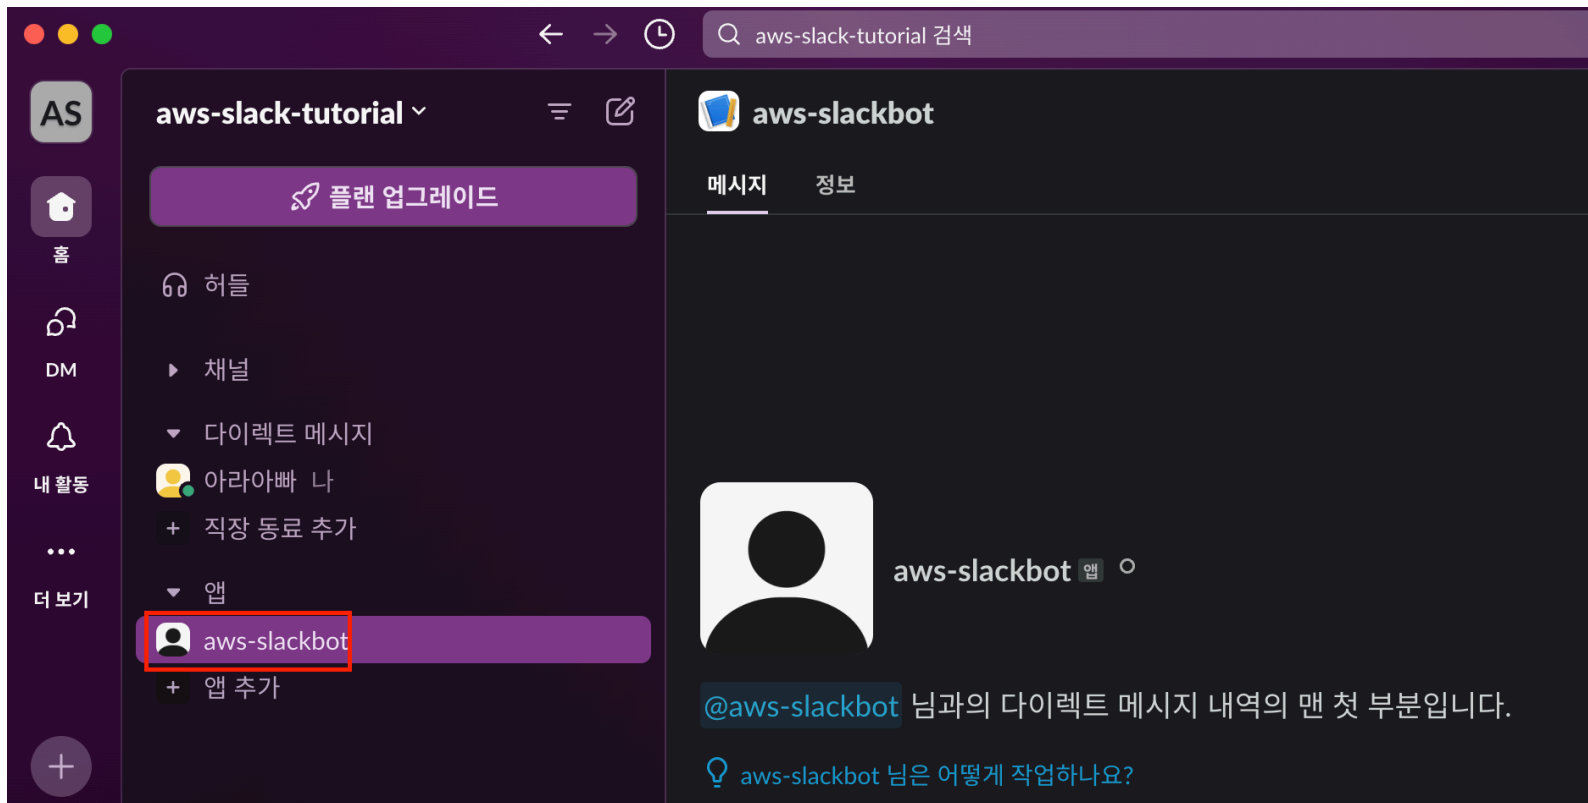 aws-slack-tutorial 검색
AS
홈
DM
내 활동
더 보기
aws-slack-tutorial
플랜 업그레이드
허들
채널
다이렉트 메시지
아라아빠 나
직장 동료 추가
앱
aws-slackbot
앱 추가
aws-slackbot
메시지 정보
aws-slackbot 앱
@aws-slackbot 님과의 다이렉트 메시지 내역의 맨 첫 부분입니다.
aws-slackbot 님은 어떻게 작업하나요?